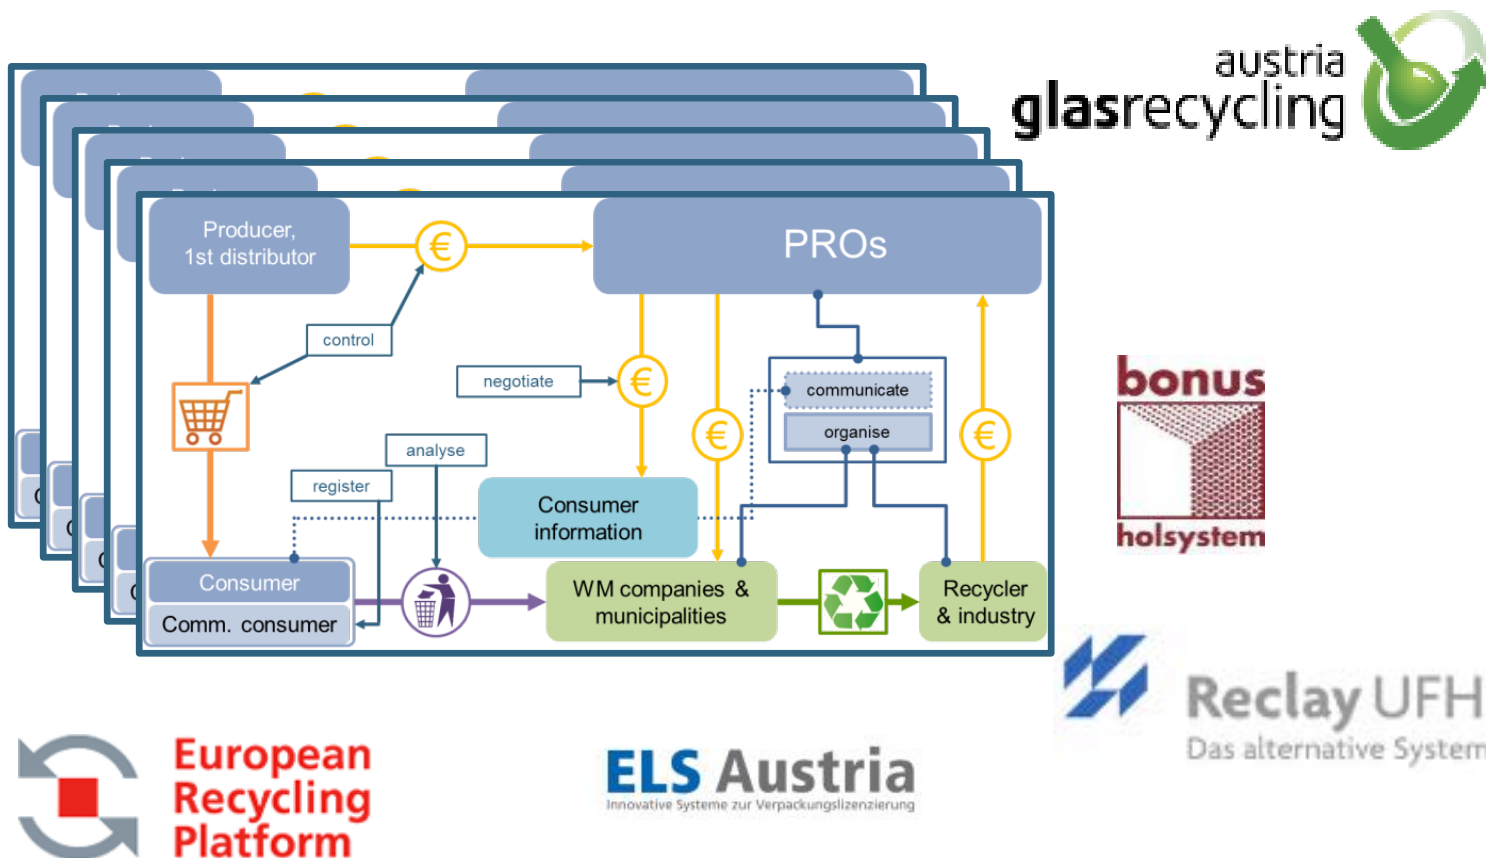 austria
glasrecycling
Producer,
1st distributor
€
PROs
control
negotiate
€
communicate
€
organise
€
analyse
register
Consumer
information
Consumer
Comm. consumer
WM companies &
municipalities
Recycler
& industry
bonus
holsystem
Reclay UFH
Das alternative System
European
Recycling
Platform
ELS Austria
Innovative Systeme zur Verpackungslizenzierung